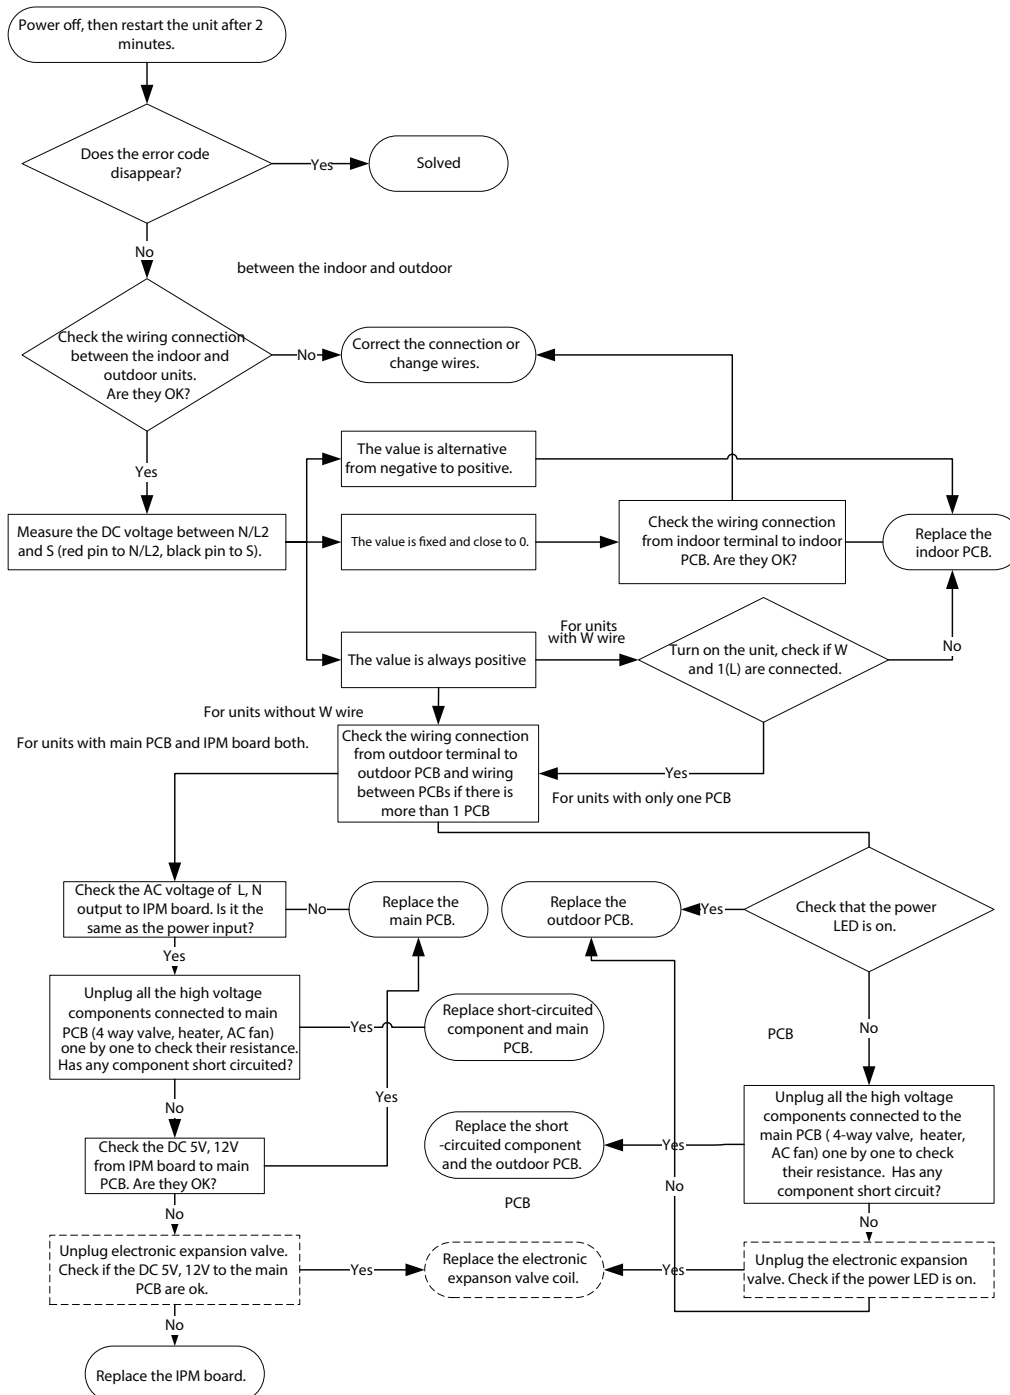 Power off, then restart the unit after 2
minutes.
Does the error code
disappear?
Yes
Solved
No
between the indoor and outdoor
Check the wiring connection
between the indoor and
outdoor units.
Are they OK?
No
Correct the connection or
change wires.
Yes
The value is alternative
from negative to positive.
Measure the DC voltage between N/L2
and S (red pin to N/L2, black pin to S).
The value is fixed and close to 0.
Check the wiring connection
from indoor terminal to indoor
PCB. Are they OK?
Replace the
indoor PCB.
For units
with W wire
The value is always positive
Turn on the unit, check if W
and 1(L) are connected.
No
For units without W wire
For units with main PCB and IPM board both.
Check the wiring connection
from outdoor terminal to
outdoor PCB and wiring
between PCBs if there is
more than 1 PCB
Yes
For units with only one PCB
Check the AC voltage of L, N
output to IPM board. Is it the
same as the power input?
No
Replace the
main PCB.
Replace the
outdoor PCB.
Yes
Check that the power
LED is on.
Yes
Unplug all the high voltage
components connected to main
PCB (4 way valve, heater, AC fan)
one by one to check their resistance.
Has any component short circuited?
Yes
Replace short-circuited
component and main
PCB.
No
PCB
No
Yes
Unplug all the high voltage
components connected to the
main PCB ( 4-way valve, heater,
AC fan) one by one to check
their resistance. Has any
component short circuit?
Check the DC 5V, 12V
from IPM board to main
PCB. Are they OK?
Replace the short
-circuited component
and the outdoor PCB.
Yes
No
PCB
No
No
Unplug electronic expansion valve.
Check if the DC 5V, 12V to the main
PCB are ok.
Yes
Replace the electronic
expanson valve coil.
Yes
Unplug the electronic expansion
valve. Check if the power LED is on.
No
Replace the IPM board.